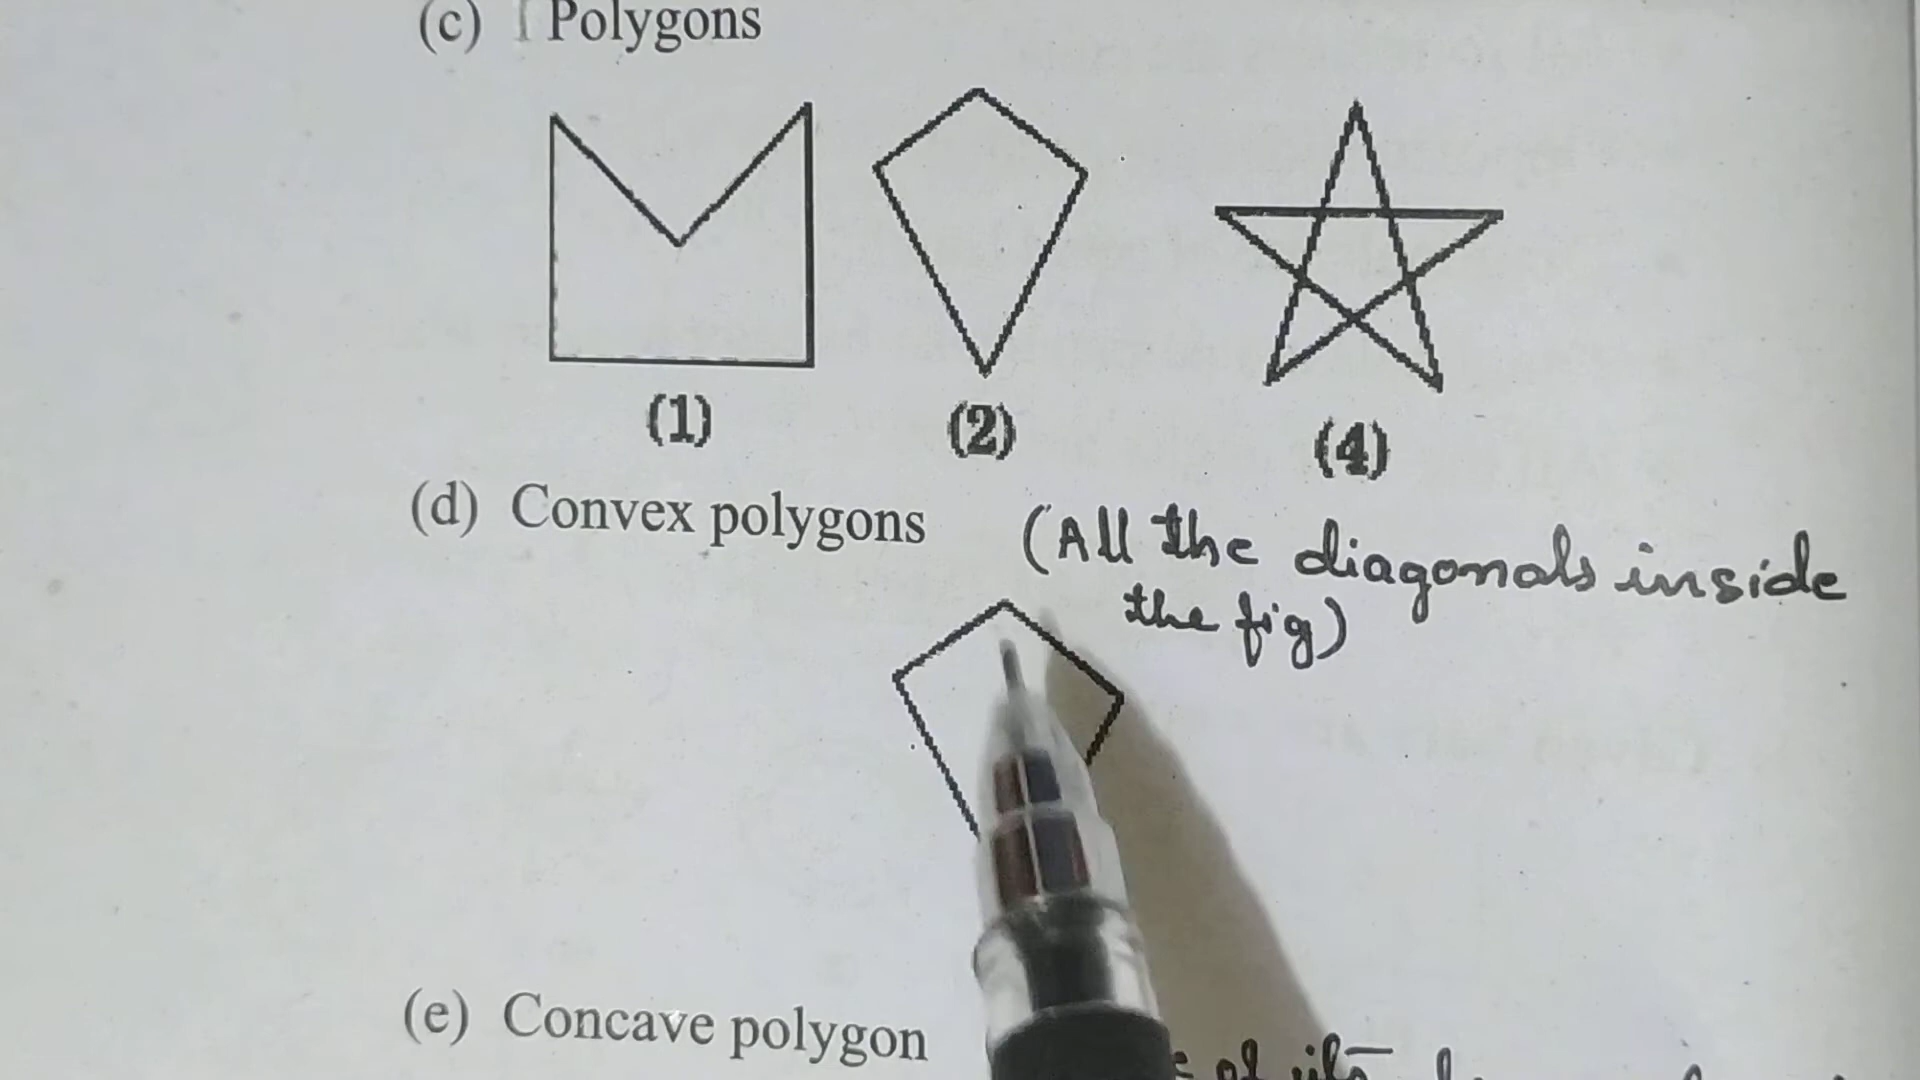 (c) Polygons
(1) (2) (4)
(d) Convex polygons (All the diagonals inside
the fig)
(e) Concave polygon